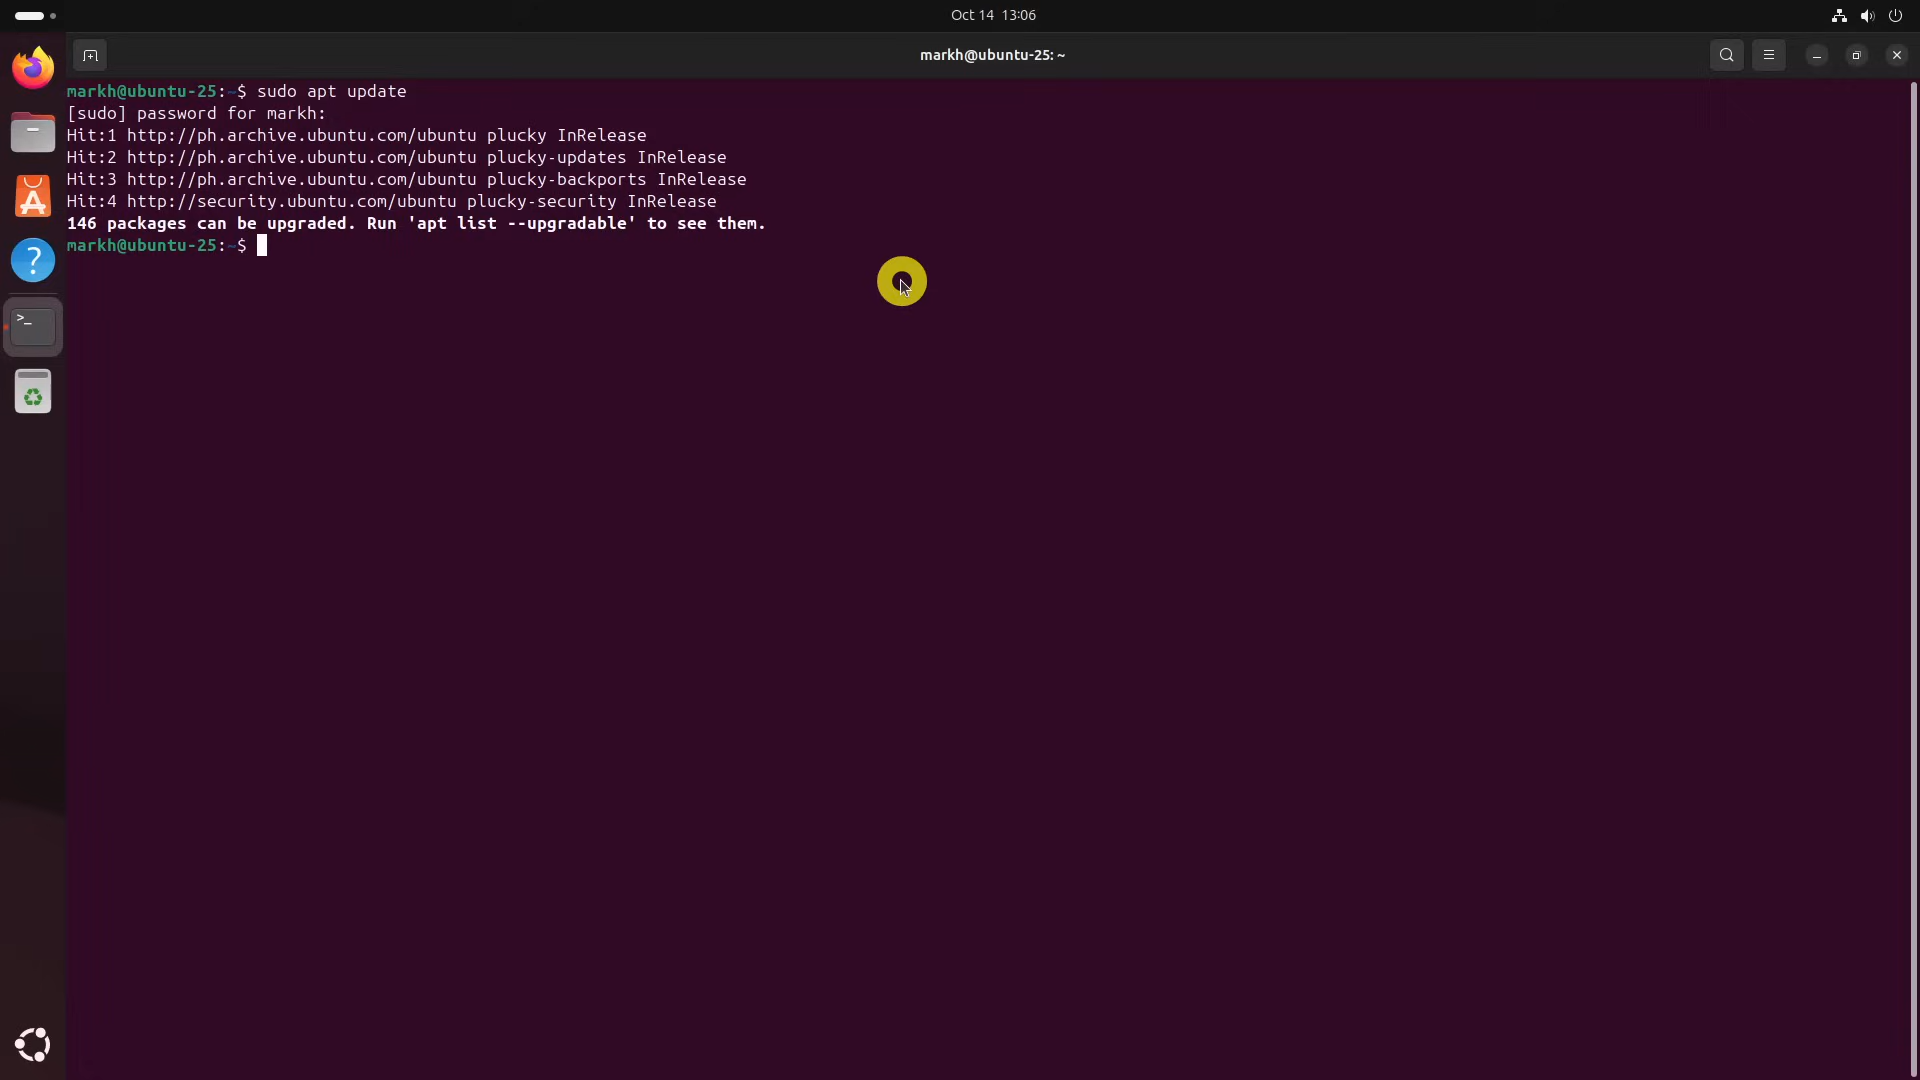 Oct 14 13:06
markh@ubuntu-25: ~
markh@ubuntu-25:~$ sudo apt update
[sudo] password for markh:
Hit:1 http://ph.archive.ubuntu.com/ubuntu plucky InRelease
Hit:2 http://ph.archive.ubuntu.com/ubuntu plucky-updates InRelease
Hit:3 http://ph.archive.ubuntu.com/ubuntu plucky-backports InRelease
Hit:4 http://security.ubuntu.com/ubuntu plucky-security InRelease
146 packages can be upgraded. Run 'apt list --upgradable' to see them.
markh@ubuntu-25:~$